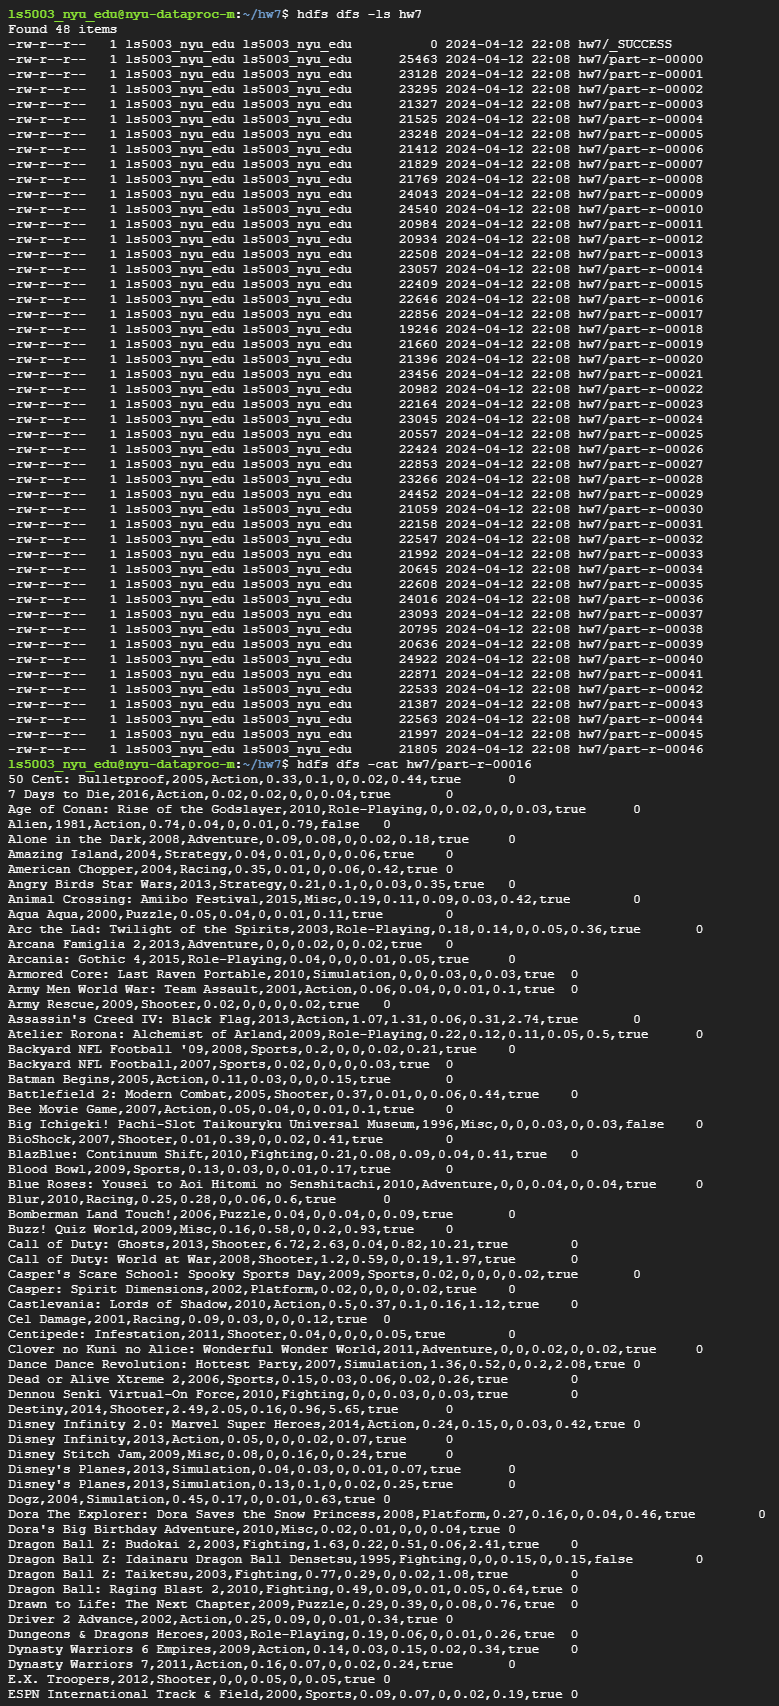 ls5003_nyu_edu@nyu-dataproc-m:~/hw7$ hdfs dfs -ls hw7
Found 48 items
-rw-r--r--   1 ls5003_nyu_edu ls5003_nyu_edu          0 2024-04-12 22:08 hw7/_SUCCESS
-rw-r--r--   1 ls5003_nyu_edu ls5003_nyu_edu      25463 2024-04-12 22:08 hw7/part-r-00000
-rw-r--r--   1 ls5003_nyu_edu ls5003_nyu_edu      23128 2024-04-12 22:08 hw7/part-r-00001
-rw-r--r--   1 ls5003_nyu_edu ls5003_nyu_edu      23295 2024-04-12 22:08 hw7/part-r-00002
-rw-r--r--   1 ls5003_nyu_edu ls5003_nyu_edu      21327 2024-04-12 22:08 hw7/part-r-00003
-rw-r--r--   1 ls5003_nyu_edu ls5003_nyu_edu      21525 2024-04-12 22:08 hw7/part-r-00004
-rw-r--r--   1 ls5003_nyu_edu ls5003_nyu_edu      23248 2024-04-12 22:08 hw7/part-r-00005
-rw-r--r--   1 ls5003_nyu_edu ls5003_nyu_edu      21412 2024-04-12 22:08 hw7/part-r-00006
-rw-r--r--   1 ls5003_nyu_edu ls5003_nyu_edu      21829 2024-04-12 22:08 hw7/part-r-00007
-rw-r--r--   1 ls5003_nyu_edu ls5003_nyu_edu      21769 2024-04-12 22:08 hw7/part-r-00008
-rw-r--r--   1 ls5003_nyu_edu ls5003_nyu_edu      24043 2024-04-12 22:08 hw7/part-r-00009
-rw-r--r--   1 ls5003_nyu_edu ls5003_nyu_edu      24540 2024-04-12 22:08 hw7/part-r-00010
-rw-r--r--   1 ls5003_nyu_edu ls5003_nyu_edu      20984 2024-04-12 22:08 hw7/part-r-00011
-rw-r--r--   1 ls5003_nyu_edu ls5003_nyu_edu      20934 2024-04-12 22:08 hw7/part-r-00012
-rw-r--r--   1 ls5003_nyu_edu ls5003_nyu_edu      22508 2024-04-12 22:08 hw7/part-r-00013
-rw-r--r--   1 ls5003_nyu_edu ls5003_nyu_edu      23057 2024-04-12 22:08 hw7/part-r-00014
-rw-r--r--   1 ls5003_nyu_edu ls5003_nyu_edu      22409 2024-04-12 22:08 hw7/part-r-00015
-rw-r--r--   1 ls5003_nyu_edu ls5003_nyu_edu      22646 2024-04-12 22:08 hw7/part-r-00016
-rw-r--r--   1 ls5003_nyu_edu ls5003_nyu_edu      22856 2024-04-12 22:08 hw7/part-r-00017
-rw-r--r--   1 ls5003_nyu_edu ls5003_nyu_edu      19246 2024-04-12 22:08 hw7/part-r-00018
-rw-r--r--   1 ls5003_nyu_edu ls5003_nyu_edu      21660 2024-04-12 22:08 hw7/part-r-00019
-rw-r--r--   1 ls5003_nyu_edu ls5003_nyu_edu      21396 2024-04-12 22:08 hw7/part-r-00020
-rw-r--r--   1 ls5003_nyu_edu ls5003_nyu_edu      23456 2024-04-12 22:08 hw7/part-r-00021
-rw-r--r--   1 ls5003_nyu_edu ls5003_nyu_edu      20982 2024-04-12 22:08 hw7/part-r-00022
-rw-r--r--   1 ls5003_nyu_edu ls5003_nyu_edu      22164 2024-04-12 22:08 hw7/part-r-00023
-rw-r--r--   1 ls5003_nyu_edu ls5003_nyu_edu      23045 2024-04-12 22:08 hw7/part-r-00024
-rw-r--r--   1 ls5003_nyu_edu ls5003_nyu_edu      20557 2024-04-12 22:08 hw7/part-r-00025
-rw-r--r--   1 ls5003_nyu_edu ls5003_nyu_edu      22424 2024-04-12 22:08 hw7/part-r-00026
-rw-r--r--   1 ls5003_nyu_edu ls5003_nyu_edu      22853 2024-04-12 22:08 hw7/part-r-00027
-rw-r--r--   1 ls5003_nyu_edu ls5003_nyu_edu      23266 2024-04-12 22:08 hw7/part-r-00028
-rw-r--r--   1 ls5003_nyu_edu ls5003_nyu_edu      24452 2024-04-12 22:08 hw7/part-r-00029
-rw-r--r--   1 ls5003_nyu_edu ls5003_nyu_edu      21059 2024-04-12 22:08 hw7/part-r-00030
-rw-r--r--   1 ls5003_nyu_edu ls5003_nyu_edu      22158 2024-04-12 22:08 hw7/part-r-00031
-rw-r--r--   1 ls5003_nyu_edu ls5003_nyu_edu      22547 2024-04-12 22:08 hw7/part-r-00032
-rw-r--r--   1 ls5003_nyu_edu ls5003_nyu_edu      21992 2024-04-12 22:08 hw7/part-r-00033
-rw-r--r--   1 ls5003_nyu_edu ls5003_nyu_edu      20645 2024-04-12 22:08 hw7/part-r-00034
-rw-r--r--   1 ls5003_nyu_edu ls5003_nyu_edu      22608 2024-04-12 22:08 hw7/part-r-00035
-rw-r--r--   1 ls5003_nyu_edu ls5003_nyu_edu      24016 2024-04-12 22:08 hw7/part-r-00036
-rw-r--r--   1 ls5003_nyu_edu ls5003_nyu_edu      23093 2024-04-12 22:08 hw7/part-r-00037
-rw-r--r--   1 ls5003_nyu_edu ls5003_nyu_edu      20795 2024-04-12 22:08 hw7/part-r-00038
-rw-r--r--   1 ls5003_nyu_edu ls5003_nyu_edu      20636 2024-04-12 22:08 hw7/part-r-00039
-rw-r--r--   1 ls5003_nyu_edu ls5003_nyu_edu      24922 2024-04-12 22:08 hw7/part-r-00040
-rw-r--r--   1 ls5003_nyu_edu ls5003_nyu_edu      22871 2024-04-12 22:08 hw7/part-r-00041
-rw-r--r--   1 ls5003_nyu_edu ls5003_nyu_edu      22533 2024-04-12 22:08 hw7/part-r-00042
-rw-r--r--   1 ls5003_nyu_edu ls5003_nyu_edu      21387 2024-04-12 22:08 hw7/part-r-00043
-rw-r--r--   1 ls5003_nyu_edu ls5003_nyu_edu      22563 2024-04-12 22:08 hw7/part-r-00044
-rw-r--r--   1 ls5003_nyu_edu ls5003_nyu_edu      21997 2024-04-12 22:08 hw7/part-r-00045
-rw-r--r--   1 ls5003_nyu_edu ls5003_nyu_edu      21805 2024-04-12 22:08 hw7/part-r-00046
ls5003_nyu_edu@nyu-dataproc-m:~/hw7$ hdfs dfs -cat hw7/part-r-00016
50 Cent: Bulletproof,2005,Action,0.33,0.1,0,0.02,0.44,true      0
7 Days to Die,2016,Action,0.02,0.02,0,0,0.04,true       0
Age of Conan: Rise of the Godslayer,2010,Role-Playing,0,0.02,0,0,0.03,true      0
Alien,1981,Action,0.74,0.04,0,0.01,0.79,false   0
Alone in the Dark,2008,Adventure,0.09,0.08,0,0.02,0.18,true     0
Amazing Island,2004,Strategy,0.04,0.01,0,0,0.06,true    0
American Chopper,2004,Racing,0.35,0.01,0,0.06,0.42,true 0
Angry Birds Star Wars,2013,Strategy,0.21,0.1,0,0.03,0.35,true   0
Animal Crossing: Amiibo Festival,2015,Misc,0.19,0.11,0.09,0.03,0.42,true        0
Aqua Aqua,2000,Puzzle,0.05,0.04,0,0.01,0.11,true        0
Arc the Lad: Twilight of the Spirits,2003,Role-Playing,0.18,0.14,0,0.05,0.36,true       0
Arcana Famiglia 2,2013,Adventure,0,0,0.02,0,0.02,true   0
Arcania: Gothic 4,2015,Role-Playing,0.04,0,0,0.01,0.05,true     0
Armored Core: Last Raven Portable,2010,Simulation,0,0,0.03,0,0.03,true  0
Army Men World War: Team Assault,2001,Action,0.06,0.04,0,0.01,0.1,true  0
Army Rescue,2009,Shooter,0.02,0,0,0,0.02,true   0
Assassin's Creed IV: Black Flag,2013,Action,1.07,1.31,0.06,0.31,2.74,true       0
Atelier Rorona: Alchemist of Arland,2009,Role-Playing,0.22,0.12,0.11,0.05,0.5,true      0
Backyard NFL Football '09,2008,Sports,0.2,0,0,0.02,0.21,true    0
Backyard NFL Football,2007,Sports,0.02,0,0,0,0.03,true  0
Batman Begins,2005,Action,0.11,0.03,0,0,0.15,true       0
Battlefield 2: Modern Combat,2005,Shooter,0.37,0.01,0,0.06,0.44,true    0
Bee Movie Game,2007,Action,0.05,0.04,0,0.01,0.1,true    0
Big Ichigeki! Pachi-Slot Taikouryku Universal Museum,1996,Misc,0,0,0.03,0,0.03,false    0
BioShock,2007,Shooter,0.01,0.39,0,0.02,0.41,true        0
BlazBlue: Continuum Shift,2010,Fighting,0.21,0.08,0.09,0.04,0.41,true   0
Blood Bowl,2009,Sports,0.13,0.03,0,0.01,0.17,true       0
Blue Roses: Yousei to Aoi Hitomi no Senshitachi,2010,Adventure,0,0,0.04,0,0.04,true     0
Blur,2010,Racing,0.25,0.28,0,0.06,0.6,true      0
Bomberman Land Touch!,2006,Puzzle,0.04,0,0.04,0,0.09,true       0
Buzz! Quiz World,2009,Misc,0.16,0.58,0,0.2,0.93,true    0
Call of Duty: Ghosts,2013,Shooter,6.72,2.63,0.04,0.82,10.21,true        0
Call of Duty: World at War,2008,Shooter,1.2,0.59,0,0.19,1.97,true       0
Casper's Scare School: Spooky Sports Day,2009,Sports,0.02,0,0,0,0.02,true       0
Casper: Spirit Dimensions,2002,Platform,0.02,0,0,0,0.02,true    0
Castlevania: Lords of Shadow,2010,Action,0.5,0.37,0.1,0.16,1.12,true    0
Cel Damage,2001,Racing,0.09,0.03,0,0,0.12,true  0
Centipede: Infestation,2011,Shooter,0.04,0,0,0,0.05,true        0
Clover no Kuni no Alice: Wonderful Wonder World,2011,Adventure,0,0,0.02,0,0.02,true     0
Dance Dance Revolution: Hottest Party,2007,Simulation,1.36,0.52,0,0.2,2.08,true 0
Dead or Alive Xtreme 2,2006,Sports,0.15,0.03,0.06,0.02,0.26,true        0
Dennou Senki Virtual-On Force,2010,Fighting,0,0,0.03,0,0.03,true        0
Destiny,2014,Shooter,2.49,2.05,0.16,0.96,5.65,true      0
Disney Infinity 2.0: Marvel Super Heroes,2014,Action,0.24,0.15,0,0.03,0.42,true 0
Disney Infinity,2013,Action,0.05,0,0,0.02,0.07,true     0
Disney Stitch Jam,2009,Misc,0.08,0,0.16,0,0.24,true     0
Disney's Planes,2013,Simulation,0.04,0.03,0,0.01,0.07,true      0
Disney's Planes,2013,Simulation,0.13,0.1,0,0.02,0.25,true       0
Dogz,2004,Simulation,0.45,0.17,0,0.01,0.63,true 0
Dora The Explorer: Dora Saves the Snow Princess,2008,Platform,0.27,0.16,0,0.04,0.46,true        0
Dora's Big Birthday Adventure,2010,Misc,0.02,0.01,0,0,0.04,true 0
Dragon Ball Z: Budokai 2,2003,Fighting,1.63,0.22,0.51,0.06,2.41,true    0
Dragon Ball Z: Idainaru Dragon Ball Densetsu,1995,Fighting,0,0,0.15,0,0.15,false        0
Dragon Ball Z: Taiketsu,2003,Fighting,0.77,0.29,0,0.02,1.08,true        0
Dragon Ball: Raging Blast 2,2010,Fighting,0.49,0.09,0.01,0.05,0.64,true 0
Drawn to Life: The Next Chapter,2009,Puzzle,0.29,0.39,0,0.08,0.76,true  0
Driver 2 Advance,2002,Action,0.25,0.09,0,0.01,0.34,true 0
Dungeons & Dragons Heroes,2003,Role-Playing,0.19,0.06,0,0.01,0.26,true  0
Dynasty Warriors 6 Empires,2009,Action,0.14,0.03,0.15,0.02,0.34,true    0
Dynasty Warriors 7,2011,Action,0.16,0.07,0,0.02,0.24,true       0
E.X. Troopers,2012,Shooter,0,0,0.05,0,0.05,true 0
ESPN International Track & Field,2000,Sports,0.09,0.07,0,0.02,0.19,true 0